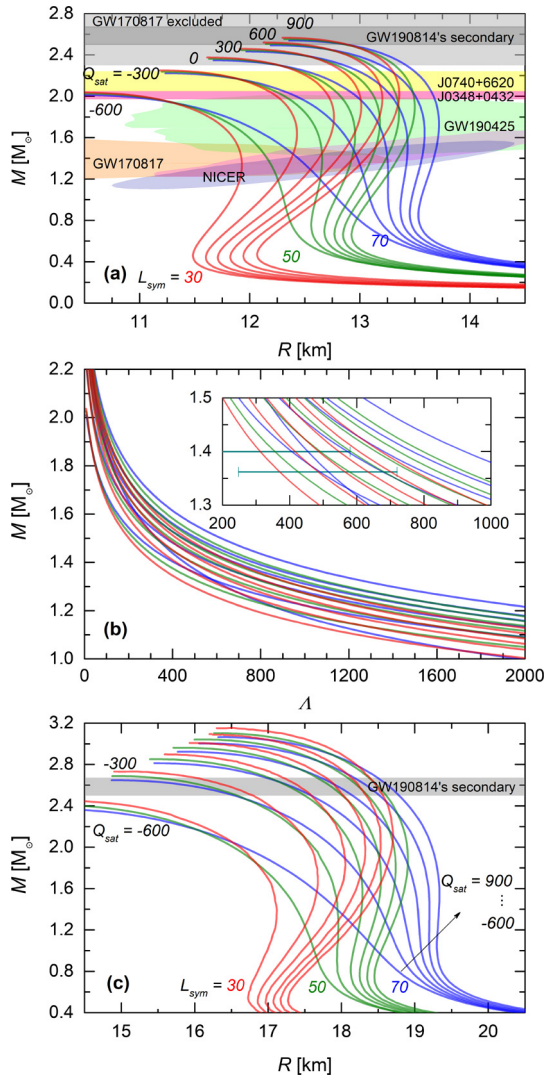 2.8
2.4
2.0
1.6
1.2
0.8
0.4
0.0
M [M⊙]
GW170817 excluded
900
600
300
0
GW190814's secondary
Qsat = -300
-600
J0740+6620
J0348+0432
GW190425
GW170817
NICER
70
50
(a)
Lsym = 30
11 12 13 14
R [km]
2.2
2.0
1.8
1.6
1.4
1.2
1.0
M [M⊙]
1.5
1.4
1.3
200 400 600 800 1000
(b)
0 400 800 1200 1600 2000
Λ
3.2
2.8
2.4
2.0
1.6
1.2
0.8
0.4
M [M⊙]
-300
GW190814's secondary
Qsat = -600
Qsat = 900
...
-600
(c)
Lsym = 30
50
70
15 16 17 18 19 20
R [km]